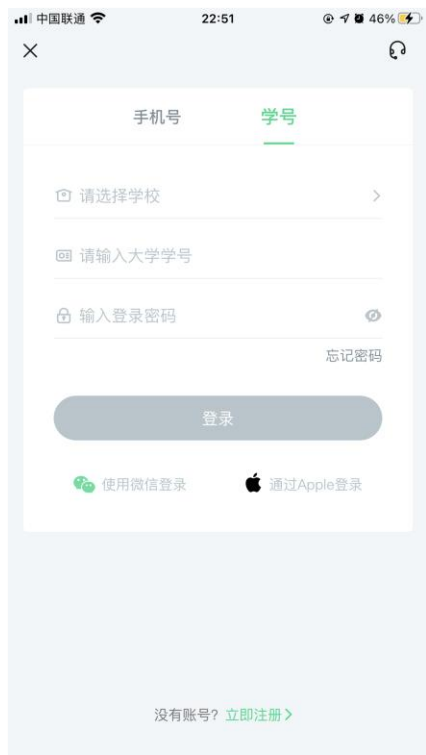 中国联通 22:51 46%
手机号 学号
请选择学校
请输入大学学号
输入登录密码
忘记密码
登录
使用微信登录 通过Apple登录
没有账号? 立即注册